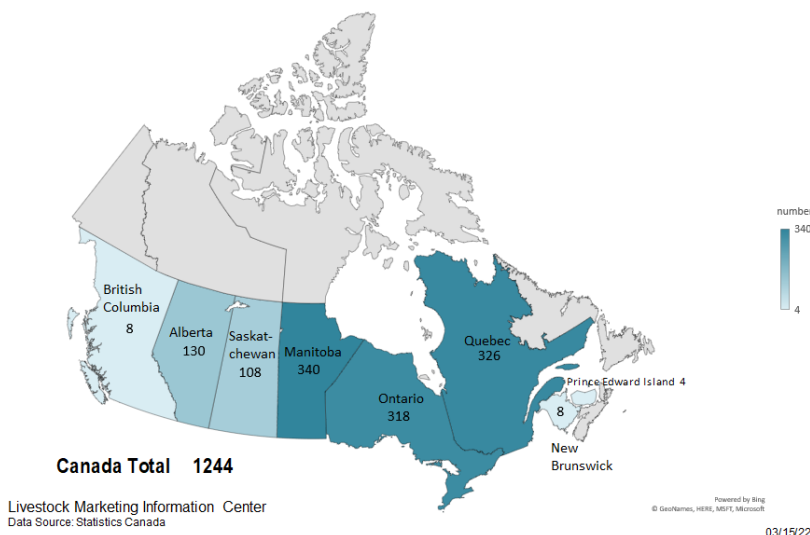 number
340
4
British
Columbia
8
Alberta
130
Saskat-
chewan
108
Manitoba
340
Ontario
318
Quebec
326
Prince Edward Island 4
8
New
Brunswick
Canada Total 1244
Livestock Marketing Information Center
Data Source: Statistics Canada
Powered by Bing
© GeoNames, HERE, MSFT, Microsoft
03/15/22